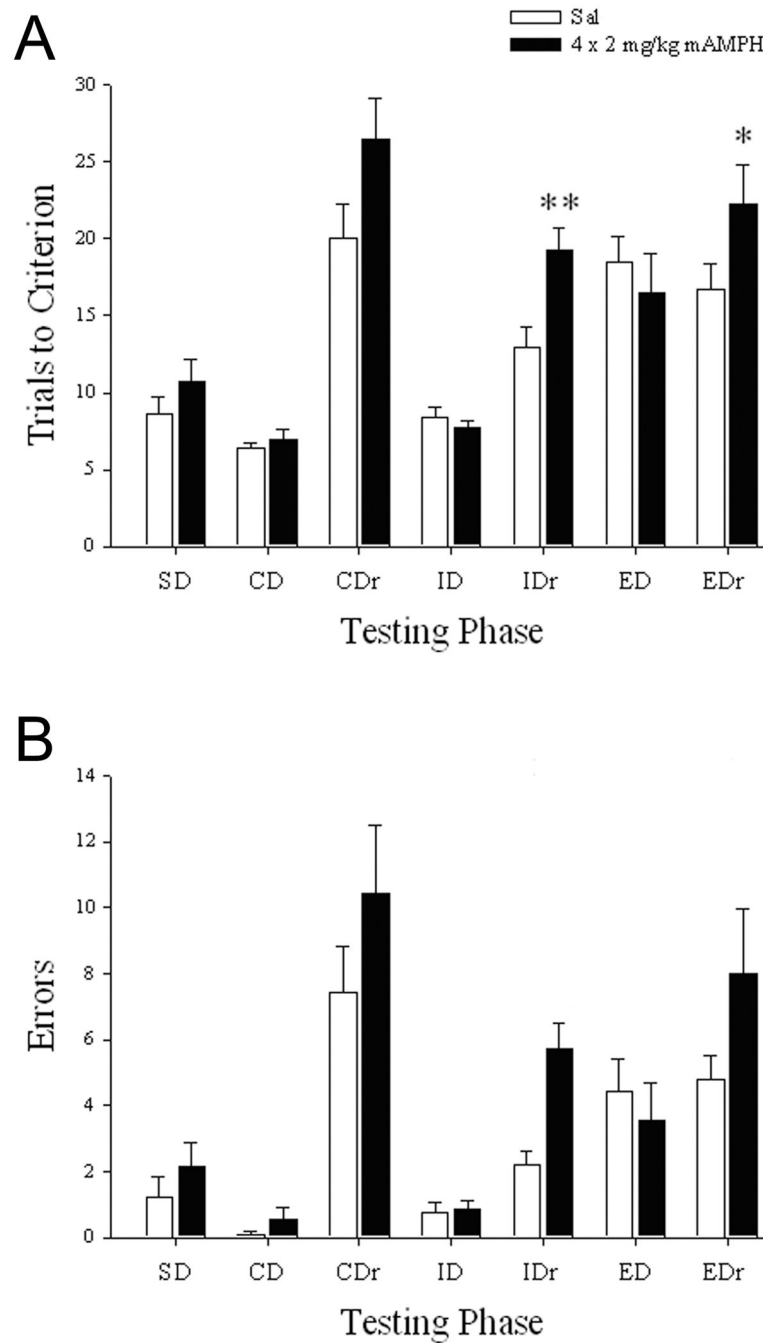 A
Sal
4 x 2 mg/kg mAMPH
30
25
20
15
10
5
0
Trials to Criterion
**
*
SD CD CDr ID IDr ED EDr
Testing Phase
B
14
12
10
8
6
4
2
0
Errors
SD CD CDr ID IDr ED EDr
Testing Phase